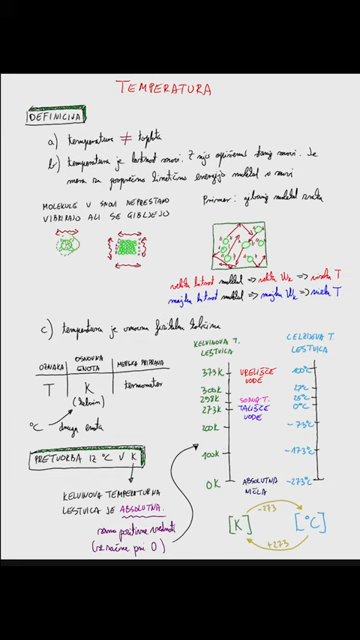 TEMPERATURA
DEFINICIJA
a) temperatura ≠ toplota
b) temperatura je lastnost snovi. Z njo opišemo stanje snovi. Je
mera za povprečno kinetično energijo molekul v snovi
MOLEKULE V SNOVI NEPRESTANO
VIBRIRAJO ALI SE GIBLJEJO
Primer: gibanje molekul zraka
velika hitrost molekul => velika Wk => visoka T
majhna hitrost molekul => majhna Wk => nizka T
c) temperatura je osnovna fizikalna količina
OZNAKA
OSNOVNA
ENOTA
MERILNA PRIPRAVA
T
K
(kelvin)
termometer
°C
druga enota
PRETVORBA IZ °C V K
KELVINOVA TEMPERATURNA
LESTVICA JE ABSOLUTNA.
samo pozitivne vrednosti
(se začne pri 0)
KELVINOVA T.
LESTVICA
CELZIJEVA T.
LESTVICA
373K VRELIŠČE VODE 100°C
300K 27°C
298K SOBNA T.
273K TALIŠČE VODE 0°C
200K -73°C
100K -173°C
0K ABSOLUTNA NIČLA -273°C
-273
[K] [°C]
+273